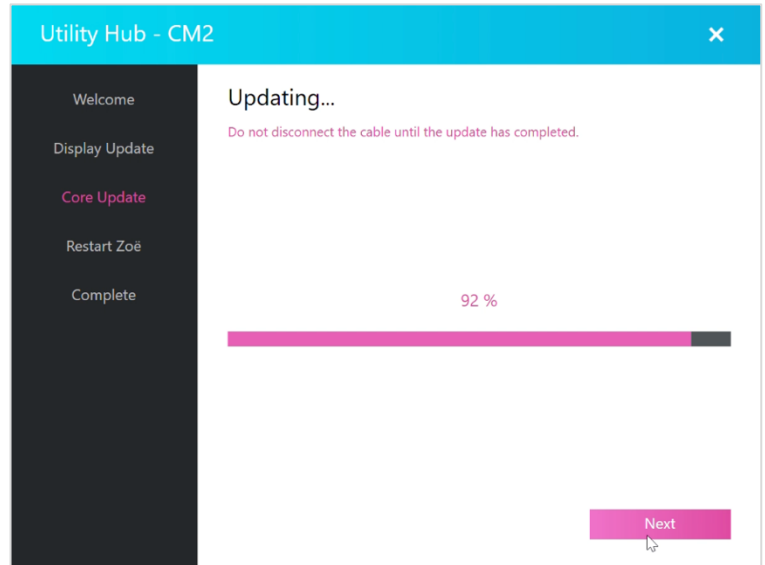 Utility Hub - CM2
Welcome
Display Update
Core Update
Restart Zoë
Complete
Updating...
Do not disconnect the cable until the update has completed.
92 %
Next